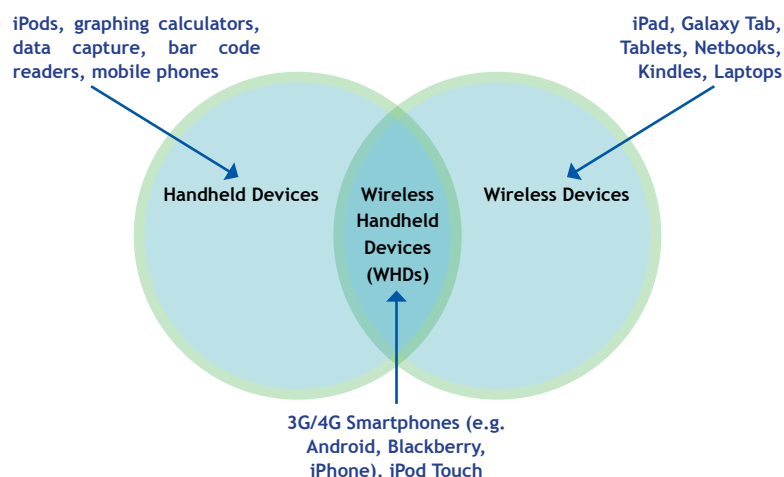 iPods, graphing calculators,
data capture, bar code
readers, mobile phones
iPad, Galaxy Tab,
Tablets, Netbooks,
Kindles, Laptops
Handheld Devices
Wireless
Handheld
Devices
(WHDs)
Wireless Devices
3G/4G Smartphones (e.g.
Android, Blackberry,
iPhone), iPod Touch